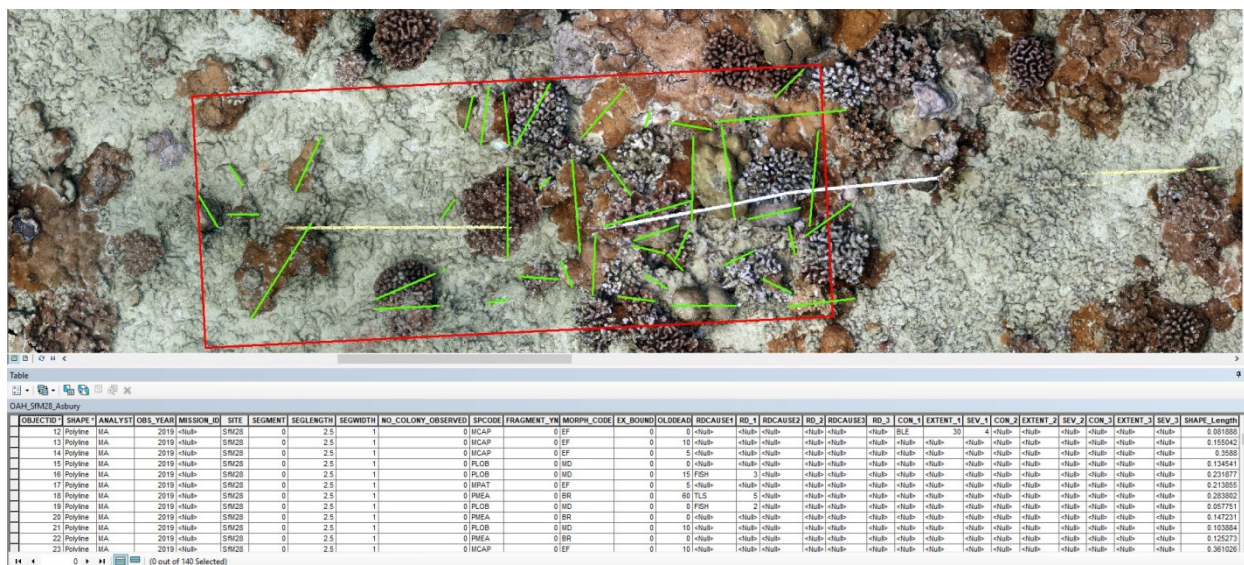 Table
OAH_SfM28_Asbury
OBJECTID * SHAPE * ANALYST OBS_YEAR MISSION_ID SITE SEGMENT SEGLENGTH SEGWIDTH NO_COLONY_OBSERVED SPCODE FRAGMENT_YN MORPH_CODE EX_BOUND OLDDEAD RDCAUSE1 RD_1 RDCAUSE2 RD_2 RDCAUSE3 RD_3 CON_1 EXTENT_1 SEV_1 CON_2 EXTENT_2 SEV_2 CON_3 EXTENT_3 SEV_3 SHAPE_Length
12 Polyline MA 2019 <Null> SfM28 0 2.5 1 0 MCAP 0 EF 0 0 <Null> <Null> <Null> <Null> <Null> <Null> BLE 30 4 <Null> <Null> <Null> <Null> <Null> <Null> 0.081888
13 Polyline MA 2019 <Null> SfM28 0 2.5 1 0 MCAP 0 EF 0 10 <Null> <Null> <Null> <Null> <Null> <Null> <Null> <Null> <Null> <Null> <Null> <Null> <Null> <Null> <Null> 0.155042
14 Polyline MA 2019 <Null> SfM28 0 2.5 1 0 MCAP 0 EF 0 5 <Null> <Null> <Null> <Null> <Null> <Null> <Null> <Null> <Null> <Null> <Null> <Null> <Null> <Null> <Null> 0.3588
15 Polyline MA 2019 <Null> SfM28 0 2.5 1 0 PLOB 0 MD 0 0 <Null> <Null> <Null> <Null> <Null> <Null> <Null> <Null> <Null> <Null> <Null> <Null> <Null> <Null> <Null> 0.134541
16 Polyline MA 2019 <Null> SfM28 0 2.5 1 0 PLOB 0 MD 0 15 FISH 3 <Null> <Null> <Null> <Null> <Null> <Null> <Null> <Null> <Null> <Null> <Null> <Null> <Null> 0.231877
17 Polyline MA 2019 <Null> SfM28 0 2.5 1 0 MPAT 0 EF 0 5 <Null> <Null> <Null> <Null> <Null> <Null> <Null> <Null> <Null> <Null> <Null> <Null> <Null> <Null> <Null> 0.213855
18 Polyline MA 2019 <Null> SfM28 0 2.5 1 0 PMEA 0 BR 0 60 TLS 5 <Null> <Null> <Null> <Null> <Null> <Null> <Null> <Null> <Null> <Null> <Null> <Null> <Null> 0.283802
19 Polyline MA 2019 <Null> SfM28 0 2.5 1 0 PLOB 0 MD 0 0 FISH 2 <Null> <Null> <Null> <Null> <Null> <Null> <Null> <Null> <Null> <Null> <Null> <Null> <Null> 0.057751
20 Polyline MA 2019 <Null> SfM28 0 2.5 1 0 PMEA 0 BR 0 0 <Null> <Null> <Null> <Null> <Null> <Null> <Null> <Null> <Null> <Null> <Null> <Null> <Null> <Null> <Null> 0.147231
21 Polyline MA 2019 <Null> SfM28 0 2.5 1 0 PLOB 0 MD 0 10 <Null> <Null> <Null> <Null> <Null> <Null> <Null> <Null> <Null> <Null> <Null> <Null> <Null> <Null> <Null> 0.103884
22 Polyline MA 2019 <Null> SfM28 0 2.5 1 0 PMEA 0 BR 0 0 <Null> <Null> <Null> <Null> <Null> <Null> <Null> <Null> <Null> <Null> <Null> <Null> <Null> <Null> <Null> 0.125273
23 Polyline MA 2019 <Null> SfM28 0 2.5 1 0 MCAP 0 EF 0 10 <Null> <Null> <Null> <Null> <Null> <Null> <Null> <Null> <Null> <Null> <Null> <Null> <Null> <Null> <Null> 0.361026
0 (0 out of 140 Selected)